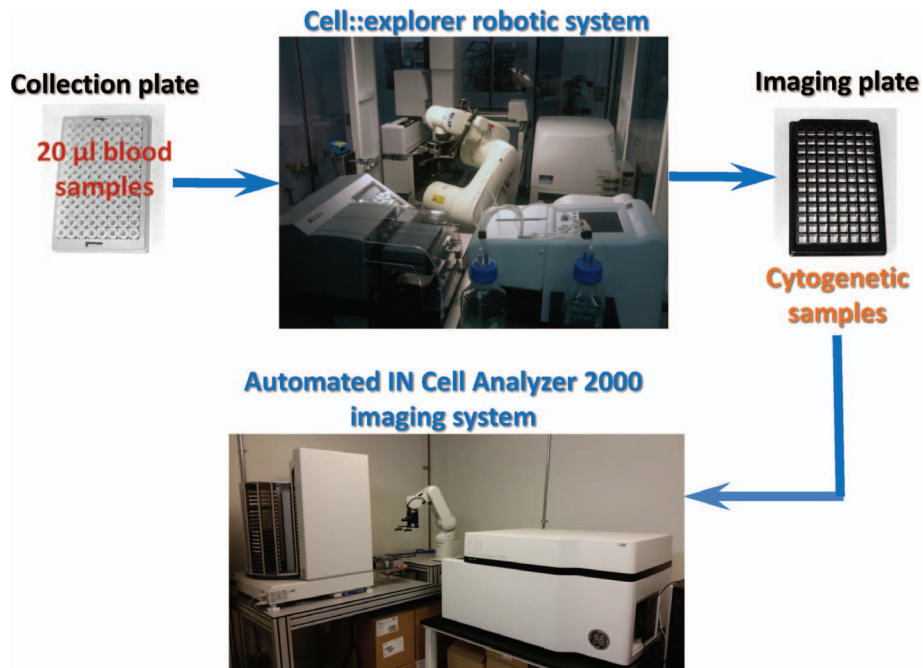 Cell::explorer robotic system
Collection plate
20 µl blood
samples
Imaging plate
Cytogenetic
samples
Automated IN Cell Analyzer 2000
imaging system